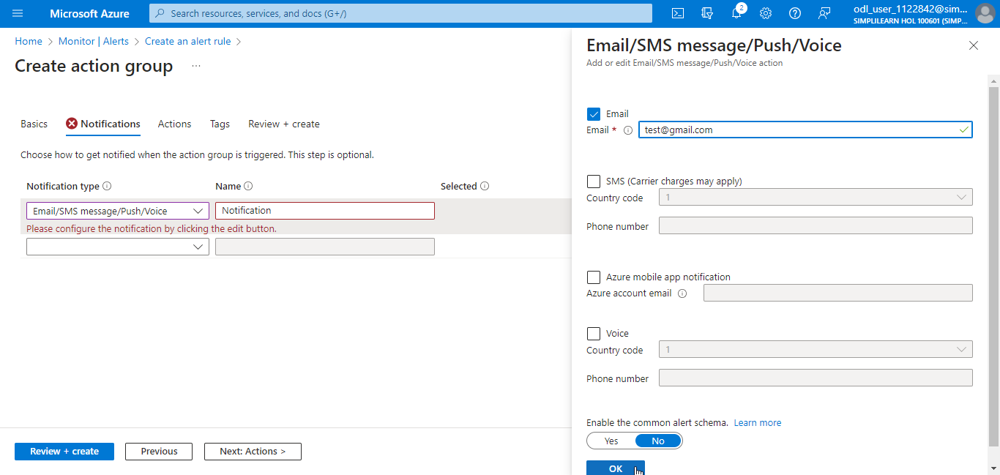 Microsoft Azure
Search resources, services, and docs (G+/)
2
odl_user_1122842@sim...
SIMPLILEARN HOL 100601 (SIMP...
Home > Monitor | Alerts > Create an alert rule >
Create action group ...
Basics Notifications Actions Tags Review + create
Choose how to get notified when the action group is triggered. This step is optional.
Notification type Name Selected
Email/SMS message/Push/Voice Notification
Please configure the notification by clicking the edit button.
Review + create Previous Next: Actions >
Email/SMS message/Push/Voice
Add or edit Email/SMS message/Push/Voice action
Email
Email * test@gmail.com
SMS (Carrier charges may apply)
Country code 1
Phone number
Azure mobile app notification
Azure account email
Voice
Country code 1
Phone number
Enable the common alert schema. Learn more
Yes No
OK